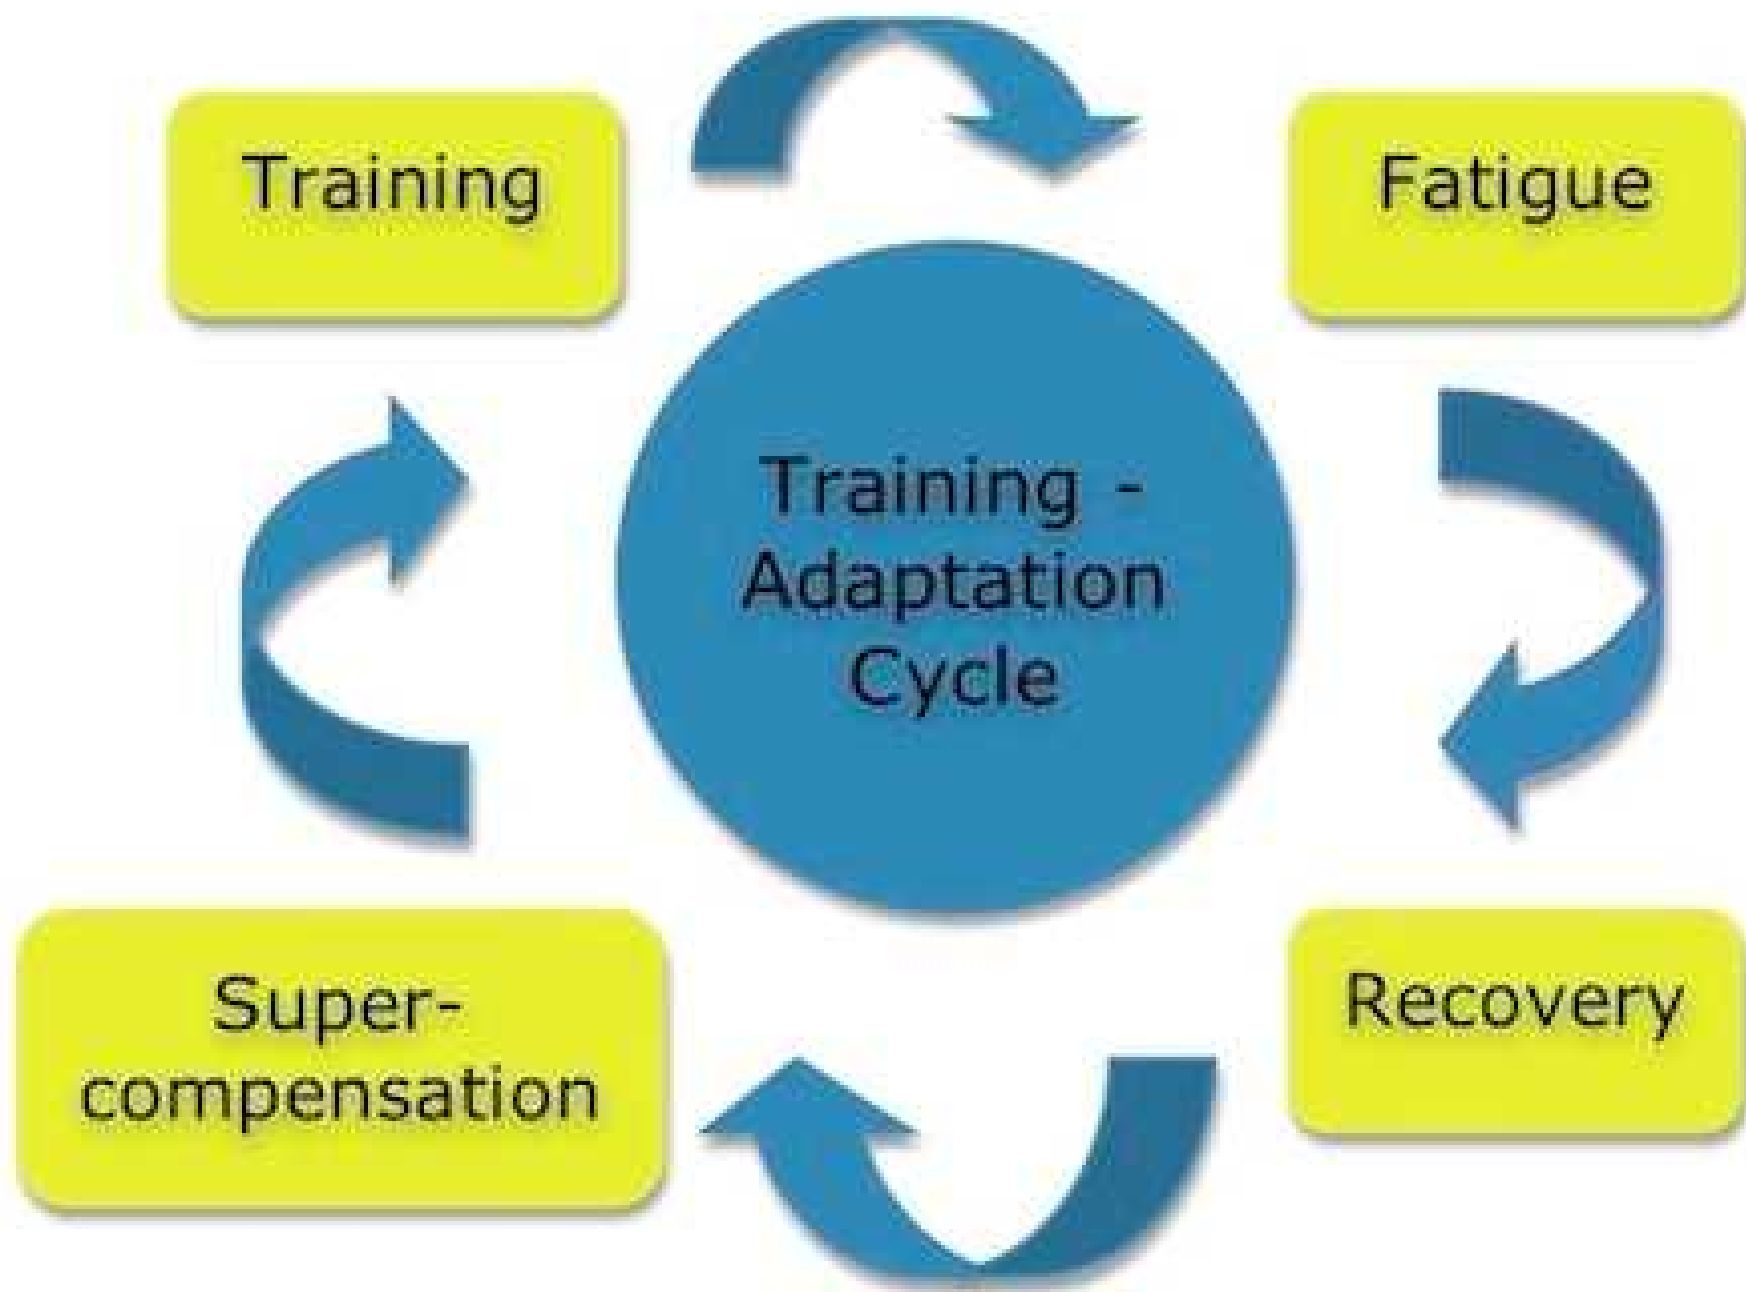 Training
Fatigue
Training -
Adaptation
Cycle
Super-
compensation
Recovery